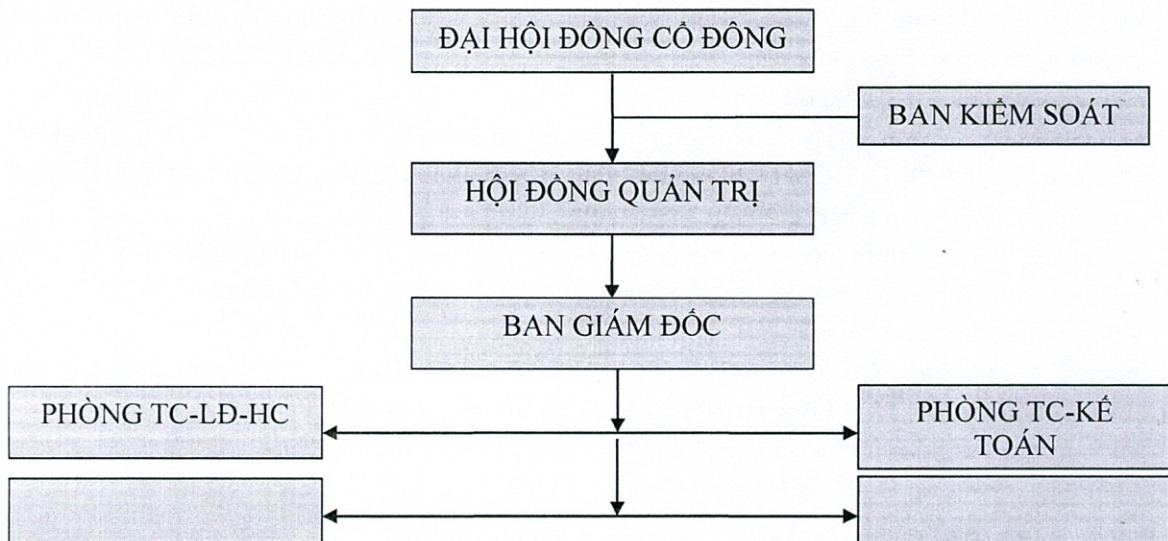 ĐẠI HỘI ĐỒNG CỔ ĐÔNG
BAN KIỂM SOÁT
HỘI ĐỒNG QUẢN TRỊ
BAN GIÁM ĐỐC
PHÒNG TC-LĐ-HC
PHÒNG TC-KẾ
TOÁN